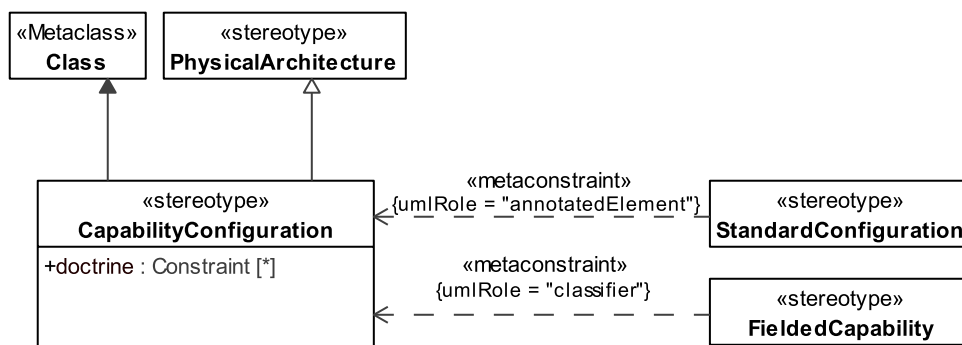 «Metaclass»
Class
«stereotype»
PhysicalArchitecture
«stereotype»
CapabilityConfiguration
+doctrine : Constraint [*]
«metaconstraint»
{umlRole = "annotatedElement"}
«stereotype»
StandardConfiguration
«metaconstraint»
{umlRole = "classifier"}
«stereotype»
FieldedCapability